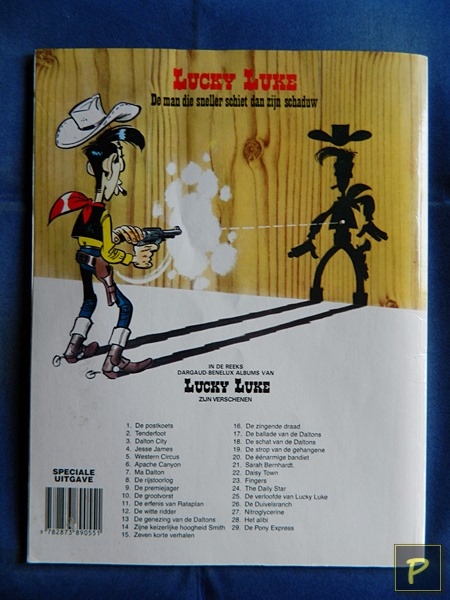 LUCKY LUKE
De man die sneller schiet dan zijn schaduw
IN DE REEKS
DARGAUD-BENELUX ALBUMS VAN
LUCKY LUKE
ZIJN VERSCHENEN
1. De postkoets
2. Tenderfoot
3. Dalton City
4. Jesse James
5. Western Circus
6. Apache Canyon
7. Ma Dalton
8. De rijstoorlog
9. De premiejager
10. De grootvorst
11. De erfenis van Rataplan
12. De witte ridder
13. De genezing van de Daltons
14. Zijne keizerlijke hoogheid Smith
15. Zeven korte verhalen
16. De zingende draad
17. De ballade van de Daltons
18. De schat van de Daltons
19. De strop van de gehangene
20. De éénarmige bandiet
21. Sarah Bernhardt
22. Daisy Town
23. Fingers
24. The Daily Star
25. De verloofde van Lucky Luke
26. De Duivelsranch
27. Nitroglycerine
28. Het alibi
29. De Pony Express
SPECIALE
UITGAVE
9 782873 890551
P